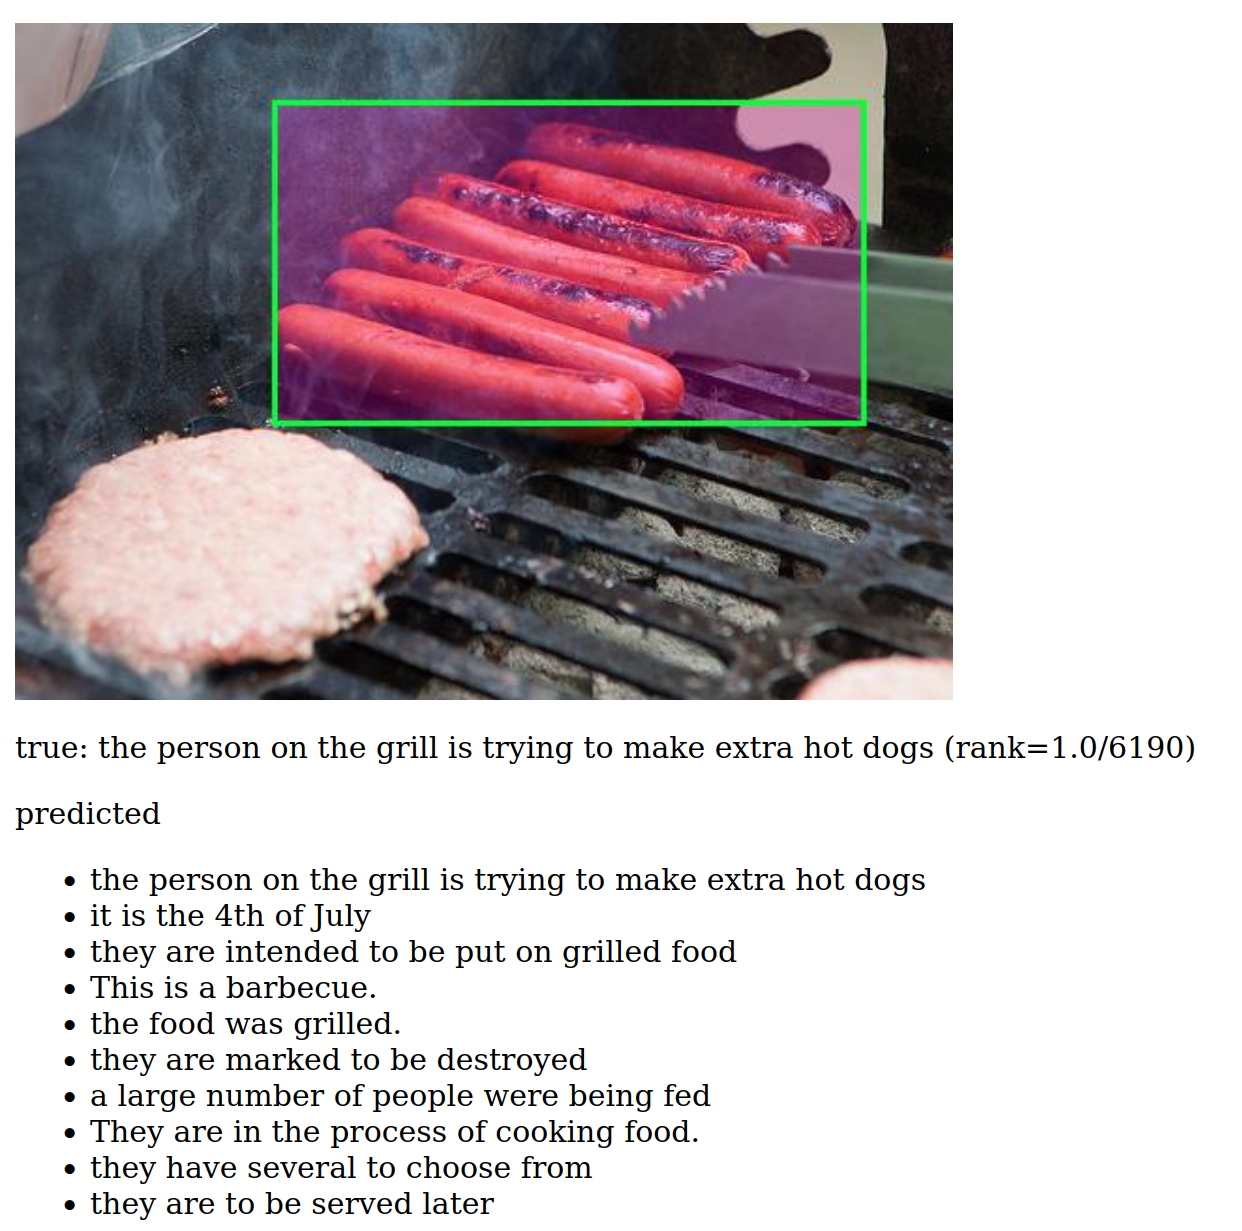 true: the person on the grill is trying to make extra hot dogs (rank=1.0/6190)
predicted
the person on the grill is trying to make extra hot dogs
it is the 4th of July
they are intended to be put on grilled food
This is a barbecue.
the food was grilled.
they are marked to be destroyed
a large number of people were being fed
They are in the process of cooking food.
they have several to choose from
they are to be served later